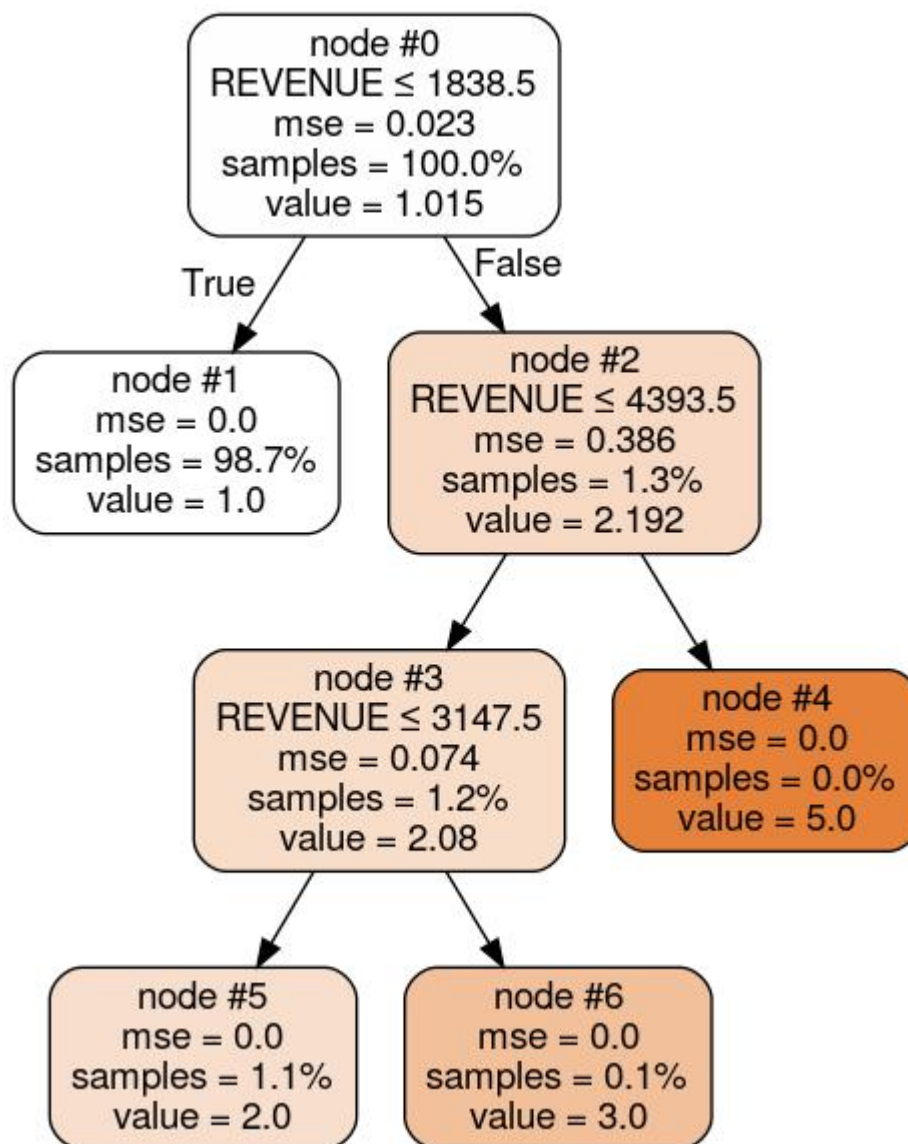 node #0
REVENUE ≤ 1838.5
mse = 0.023
samples = 100.0%
value = 1.015
True
False
node #1
mse = 0.0
samples = 98.7%
value = 1.0
node #2
REVENUE ≤ 4393.5
mse = 0.386
samples = 1.3%
value = 2.192
node #3
REVENUE ≤ 3147.5
mse = 0.074
samples = 1.2%
value = 2.08
node #4
mse = 0.0
samples = 0.0%
value = 5.0
node #5
mse = 0.0
samples = 1.1%
value = 2.0
node #6
mse = 0.0
samples = 0.1%
value = 3.0